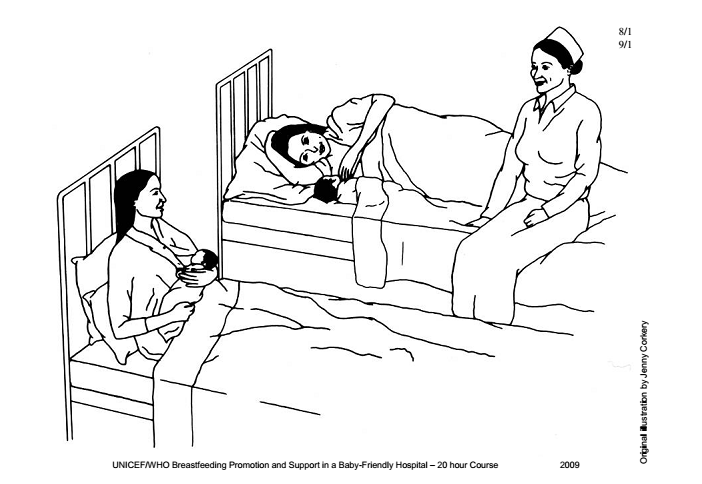 8/1
9/1
Original illustration by Jenny Corkery
UNICEF/WHO Breastfeeding Promotion and Support in a Baby-Friendly Hospital – 20 hour Course 2009